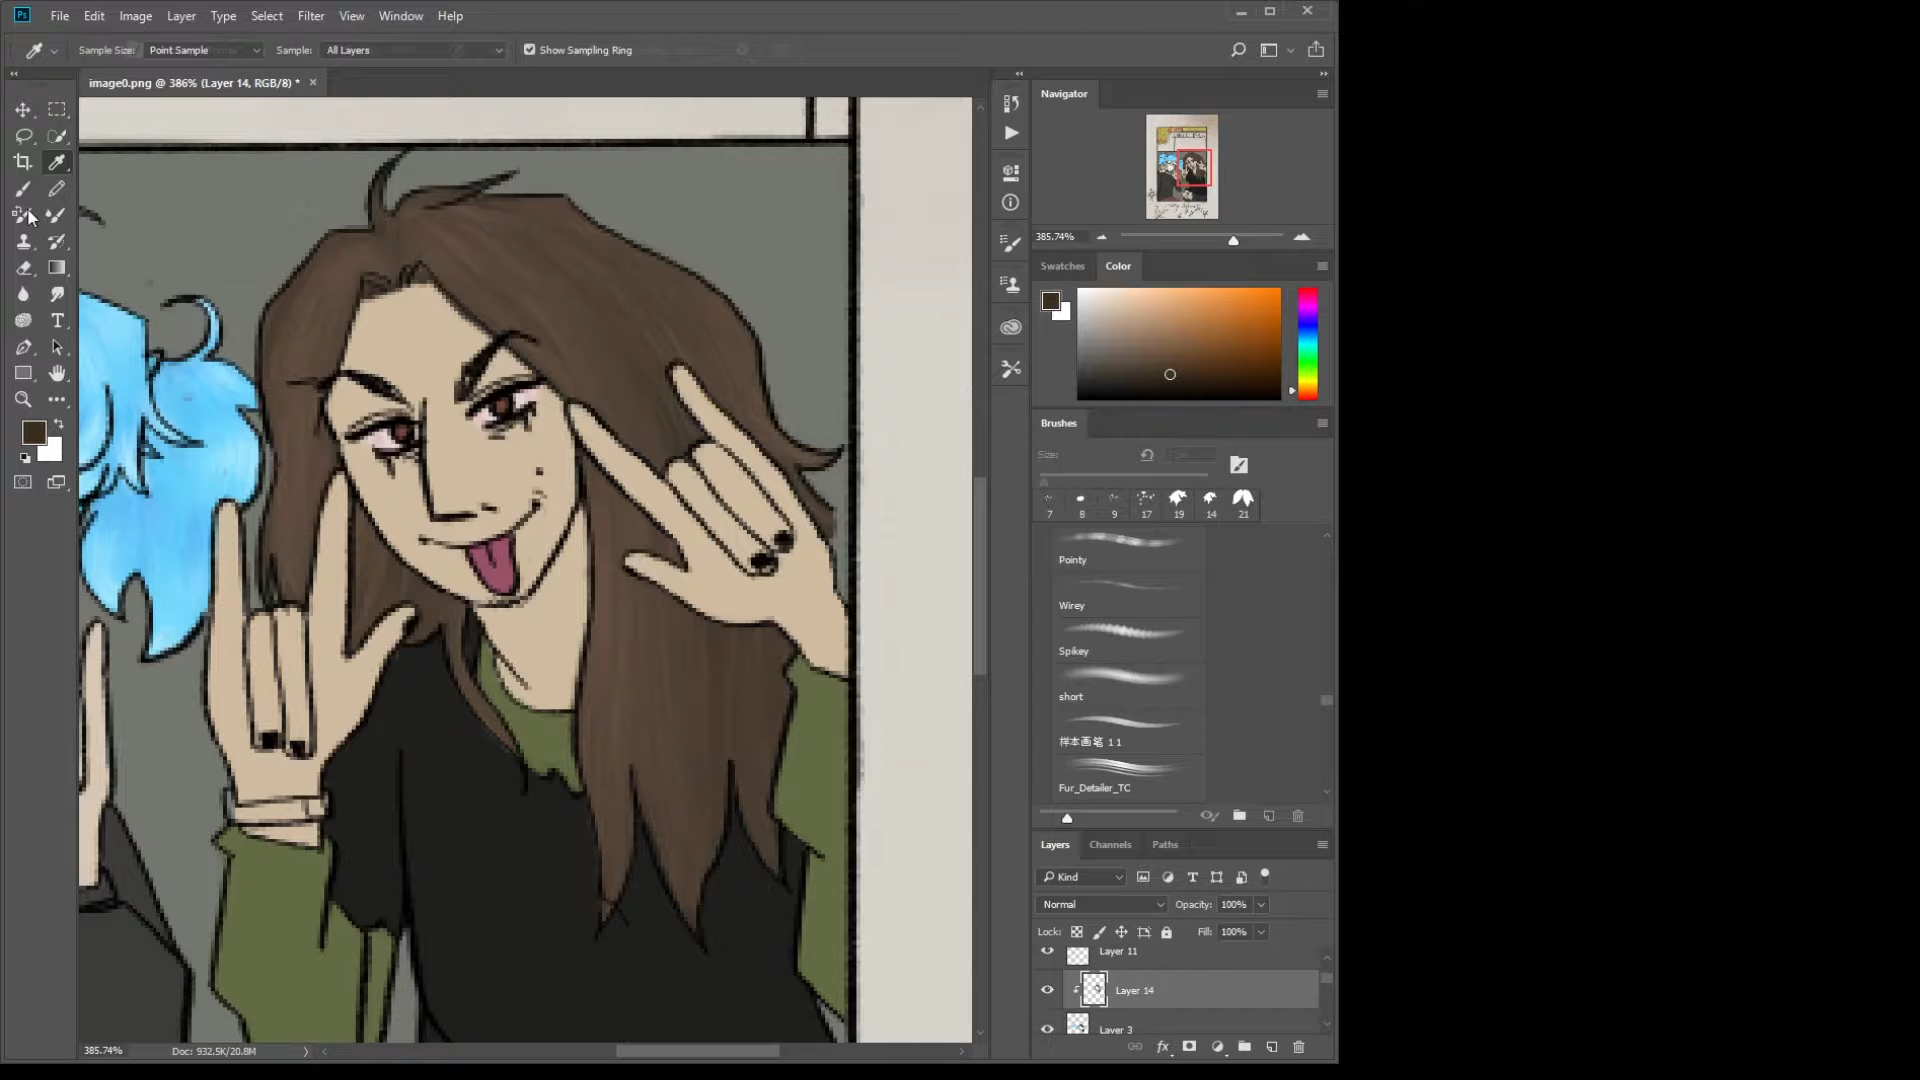 Ps File Edit Image Layer Type Select Filter View Window Help
Sample Size: Point Sample Sample: All Layers Show Sampling Ring
image0.png @ 386% (Layer 14, RGB/8) *
Navigator
385.74%
Swatches Color
Brushes
Size:
7 8 9 17 19 14 21
Pointy
Wirey
Spikey
short
样本画笔 11
Fur_Detailer_TC
Layers Channels Paths
Kind
Normal Opacity: 100%
Lock: Fill: 100%
Layer 11
Layer 14
Layer 3
385.74% Doc: 932.5K/20.8M